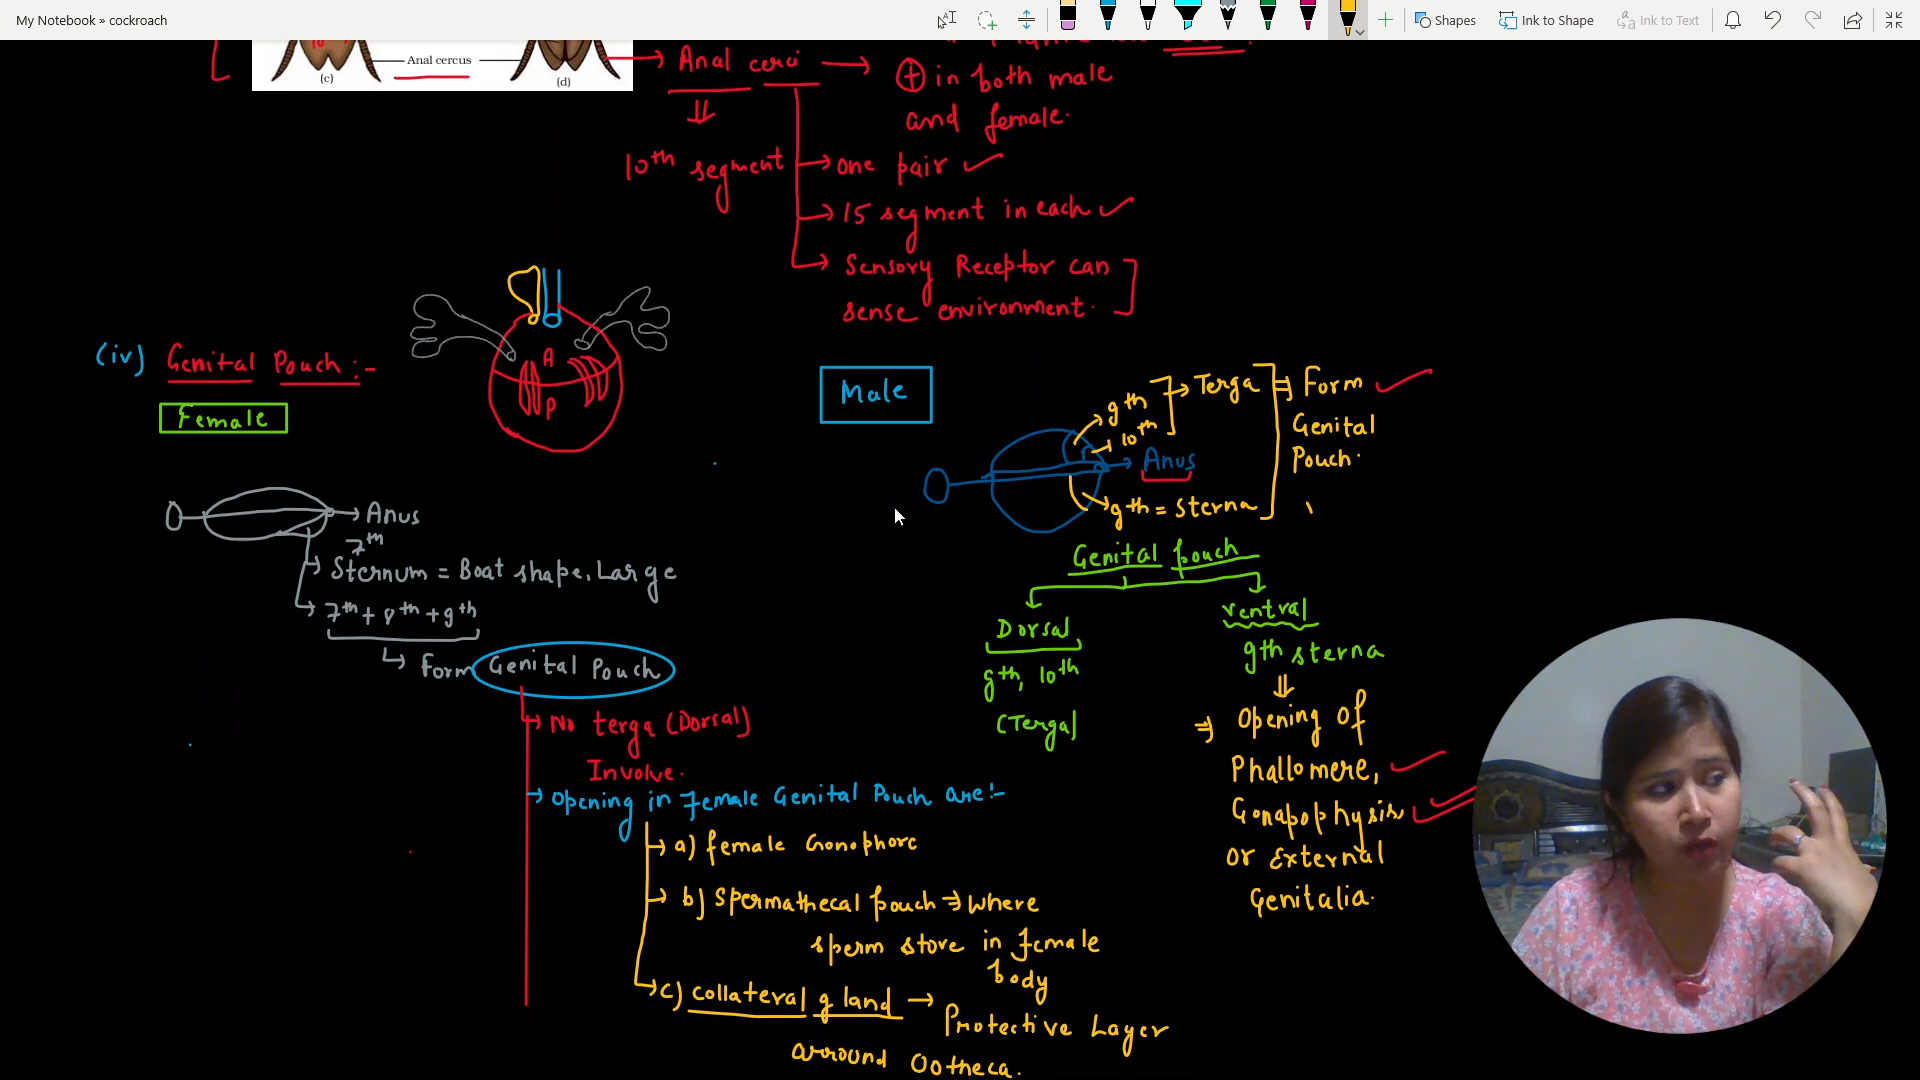 My Notebook » cockroach
Shapes
Ink to Shape
Ink to Text
Anal cercus
(c)
(d)
Anal cerci → ⊕ in both male
and female.
10th segment
→ one pair ✓
→ 15 segment in each ✓
→ Sensory Receptor can
sense environment.
(iv) Genital Pouch :-
Female
A
P
→ Anus
7th
→ Sternum = Boat shape, Large
→ 7th + 8th + 9th
↳ Form Genital Pouch
→ No terga (Dorsal)
Involve.
→ Opening in Female Genital Pouch are:-
→ a) female Gonophore
→ b) Spermathecal pouch ⇒ Where
sperm store in female
body
→ c) collateral gland → Protective Layer
arround Ootheca.
Male
9th
10th
→ Terga
⇒ Form
Genital
Pouch.
→ Anus
9th = sterna
Genital pouch
Dorsal
9th, 10th
(Terga)
ventral
9th sterna
⇒ Opening of
Phallomere,
Gonapophysis,
or External
Genitalia.